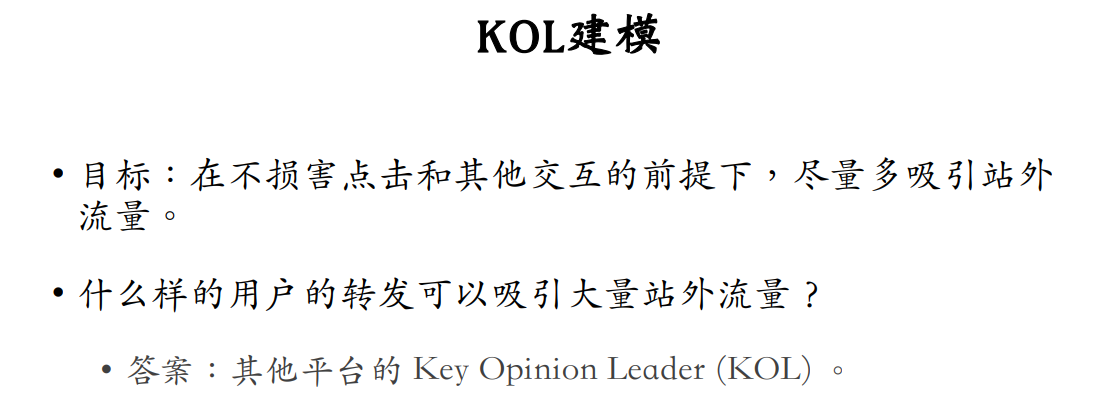 KOL建模
• 目标：在不损害点击和其他交互的前提下，尽量多吸引站外
流量。
• 什么样的用户的转发可以吸引大量站外流量？
• 答案：其他平台的 Key Opinion Leader (KOL) 。